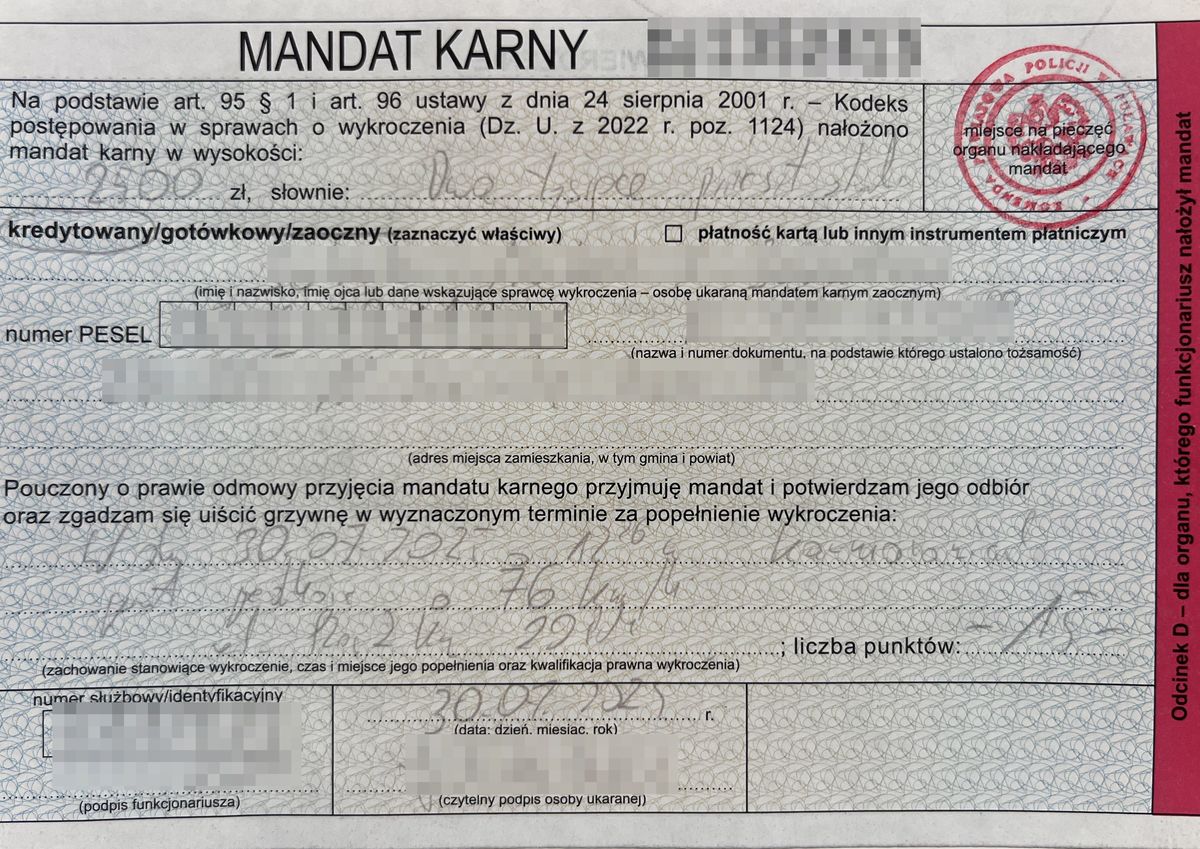 MANDAT KARNY
Na podstawie art. 95 § 1 i art. 96 ustawy z dnia 24 sierpnia 2001 r. – Kodeks
postępowania w sprawach o wykroczenia (Dz. U. z 2022 r. poz. 1124) nałożono
mandat karny w wysokości:
2500 zł, słownie: Dwa tysiące pięćset
miejsce na pieczęć
organu nakładającego
mandat
kredytowany/gotówkowy/zaoczny (zaznaczyć właściwy)
płatność kartą lub innym instrumentem płatniczym
(imię i nazwisko, imię ojca lub dane wskazujące sprawcę wykroczenia – osobę ukaraną mandatem karnym zaocznym)
numer PESEL
(nazwa i numer dokumentu, na podstawie którego ustalono tożsamość)
(adres miejsca zamieszkania, w tym gmina i powiat)
Pouczony o prawie odmowy przyjęcia mandatu karnego przyjmuję mandat i potwierdzam jego odbiór
oraz zgadzam się uiścić grzywnę w wyznaczonym terminie za popełnienie wykroczenia:
30.07.2025
o 76 km/h
; liczba punktów: - 15 -
(zachowanie stanowiące wykroczenie, czas i miejsce jego popełnienia oraz kwalifikacja prawna wykroczenia)
numer służbowy/identyfikacyjny
30.07.2025 r.
(data: dzień, miesiąc, rok)
(podpis funkcjonariusza)
(czytelny podpis osoby ukaranej)
Odcinek D – dla organu, którego funkcjonariusz nałożył mandat